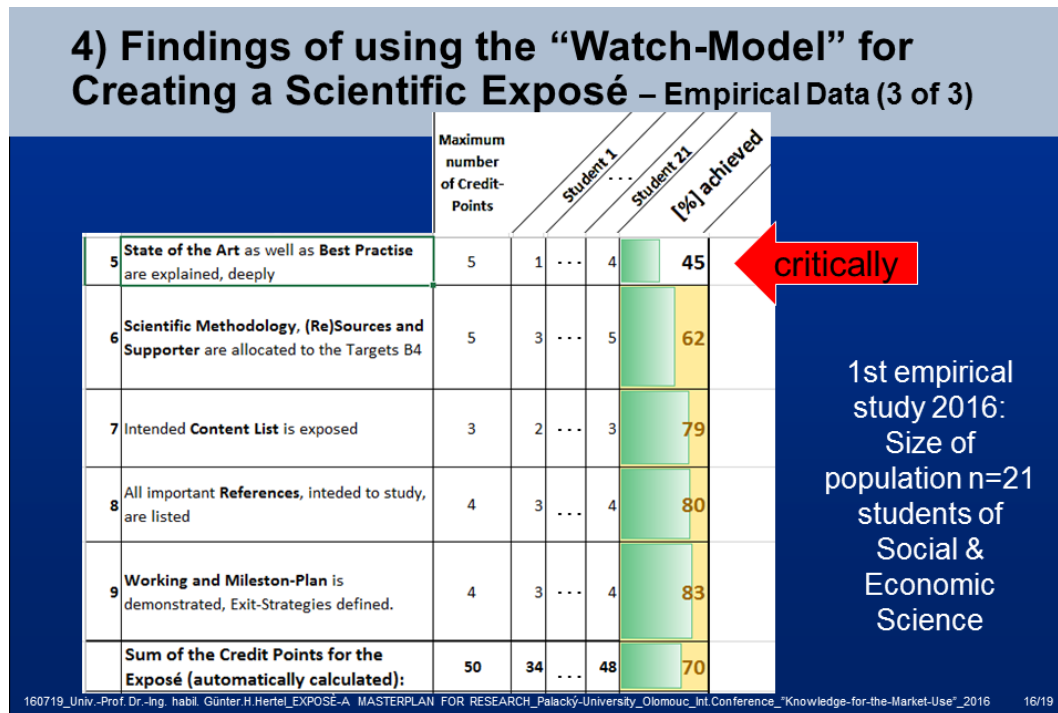 4) Findings of using the “Watch-Model” for
Creating a Scientific Exposé – Empirical Data (3 of 3)
Maximum
number
of Credit-
Points
Student 1
. . .
Student 21
[%] achieved
5 State of the Art as well as Best Practise
are explained, deeply
5 1 ... 4 45
critically
6 Scientific Methodology, (Re)Sources and
Supporter are allocated to the Targets B4
5 3 ... 5 62
7 Intended Content List is exposed 3 2 ... 3 79
8 All important References, inteded to study,
are listed
4 3 ... 4 80
9 Working and Mileston-Plan is
demonstrated, Exit-Strategies defined.
4 3 ... 4 83
Sum of the Credit Points for the
Exposé (automatically calculated):
50 34 ... 48 70
1st empirical
study 2016:
Size of
population n=21
students of
Social &
Economic
Science
160719_Univ.-Prof. Dr.-Ing. habil. Günter.H.Hertel_EXPOSÉ-A MASTERPLAN FOR RESEARCH_Palacký-University_Olomouc_Int.Conference_"Knowledge-for-the-Market-Use"_2016 16/19